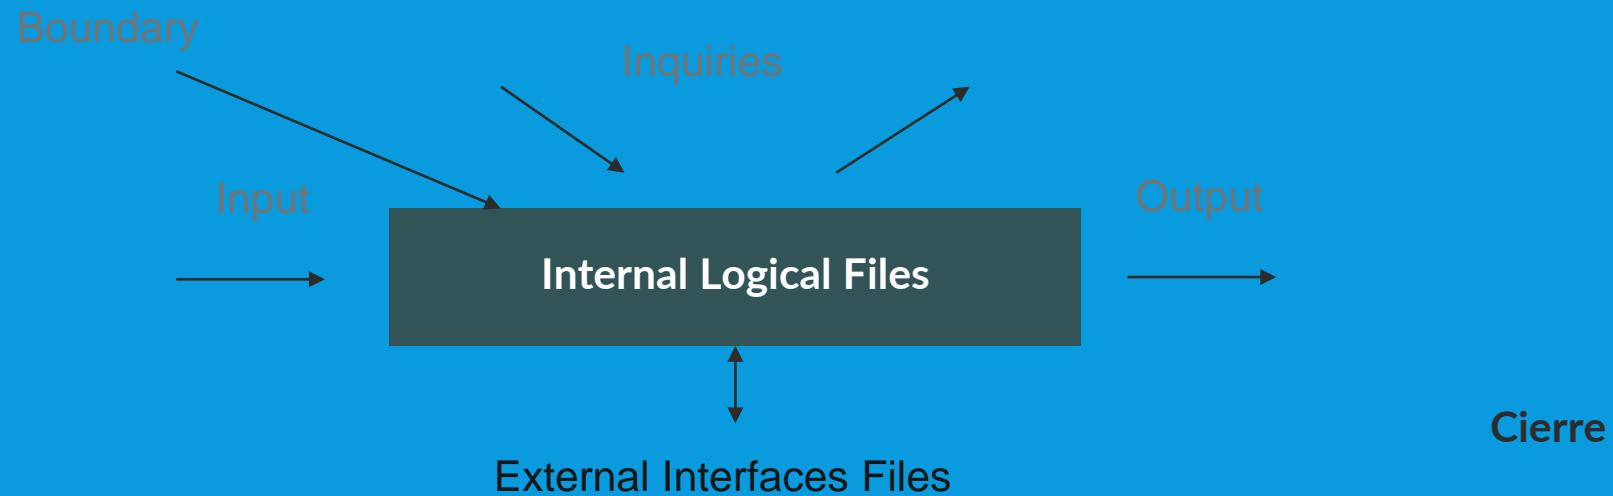 Boundary
Inquiries
Input
Output
Internal Logical Files
Cierre
External Interfaces Files